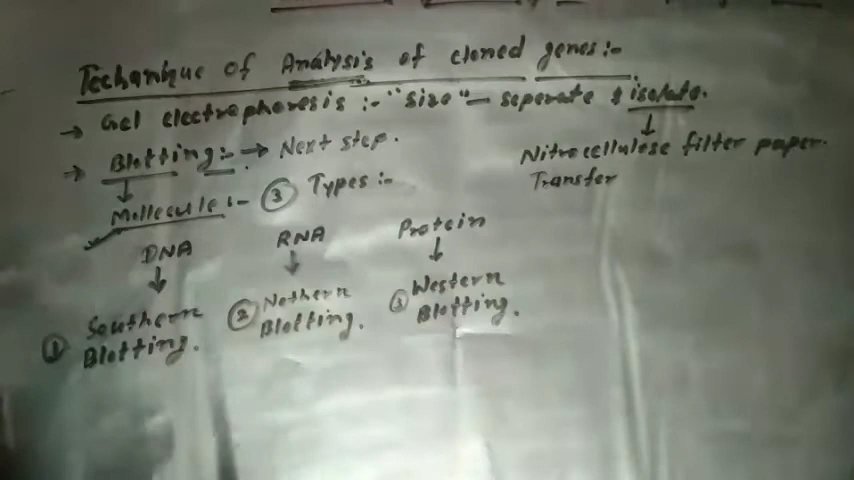 Techanique of Análysis of cloned genes:-
→ Gel electrophoresis :- "size" - seperate & isolate.
↓
Nitrocellulose filter paper.
Transfer
→ Blotting:- → Next step.
↓
Mollecule:- ③ Types:-
DNA RNA Protein
↓ ↓ ↓
① Southern Blotting.
② Nothern Blotting.
③ Western Blotting.